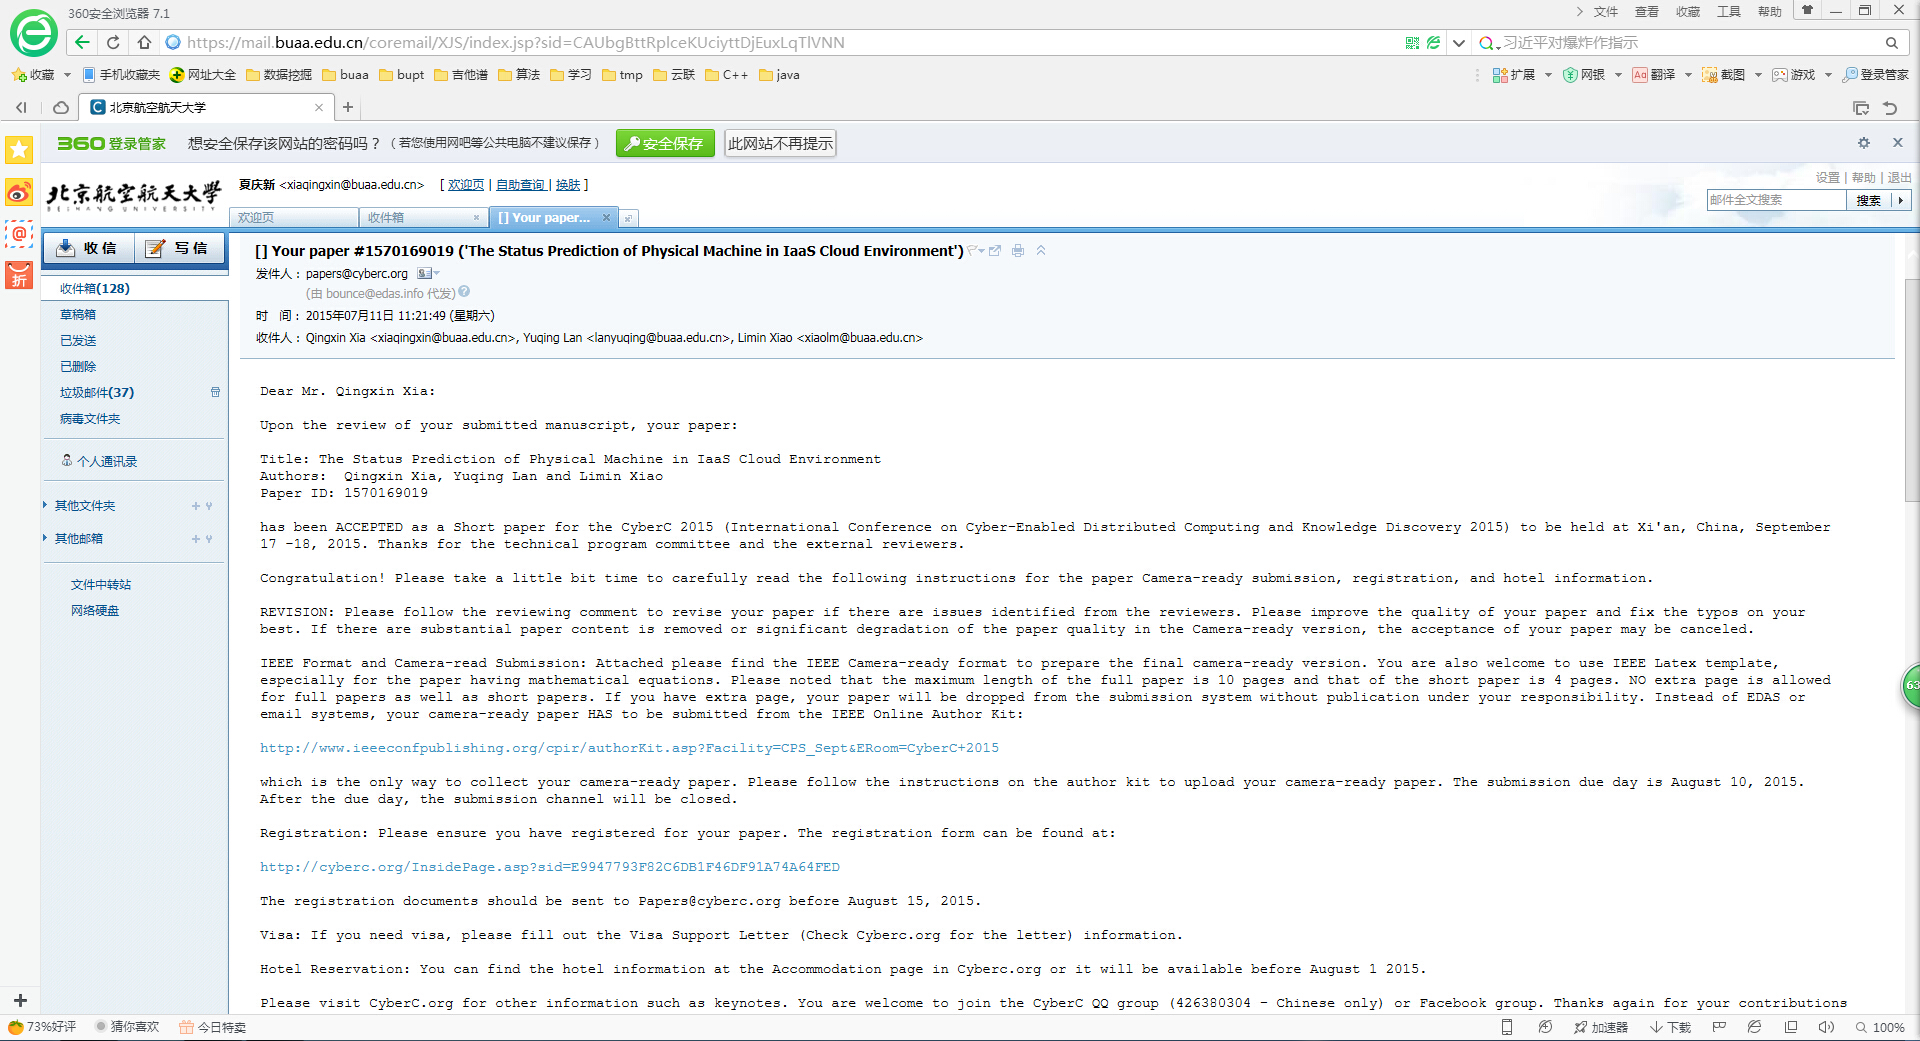 360安全浏览器 7.1
文件 查看 收藏 工具 帮助
https://mail.buaa.edu.cn/coremail/XJS/index.jsp?sid=CAUbgBttRplceKUciyttDjEuxLqTlVNN
习近平对爆炸作指示
收藏 手机收藏夹 网址大全 数据挖掘 buaa bupt 吉他谱 算法 学习 tmp 云联 C++ java
扩展 网银 翻译 截图 游戏 登录管家
北京航空航天大学
360 登录管家 想安全保存该网站的密码吗？（若您使用网吧等公共电脑不建议保存） 安全保存 此网站不再提示
北京航空航天大学
BEIHANG UNIVERSITY
夏庆新 <xiaqingxin@buaa.edu.cn> [ 欢迎页 | 自助查询 | 换肤 ]
设置 | 帮助 | 退出
邮件全文搜索 搜索
欢迎页 收件箱 [] Your paper...
收信 写信
收件箱(128)
草稿箱
已发送
已删除
垃圾邮件(37)
病毒文件夹
个人通讯录
其他文件夹
其他邮箱
文件中转站
网络硬盘
折
[] Your paper #1570169019 ('The Status Prediction of Physical Machine in IaaS Cloud Environment')
发件人：papers@cyberc.org
(由 bounce@edas.info 代发)
时 间：2015年07月11日 11:21:49 (星期六)
收件人：Qingxin Xia <xiaqingxin@buaa.edu.cn>, Yuqing Lan <lanyuqing@buaa.edu.cn>, Limin Xiao <xiaolm@buaa.edu.cn>
Dear Mr. Qingxin Xia:
Upon the review of your submitted manuscript, your paper:
Title: The Status Prediction of Physical Machine in IaaS Cloud Environment
Authors: Qingxin Xia, Yuqing Lan and Limin Xiao
Paper ID: 1570169019
has been ACCEPTED as a Short paper for the CyberC 2015 (International Conference on Cyber-Enabled Distributed Computing and Knowledge Discovery 2015) to be held at Xi'an, China, September
17 -18, 2015. Thanks for the technical program committee and the external reviewers.
Congratulation! Please take a little bit time to carefully read the following instructions for the paper Camera-ready submission, registration, and hotel information.
REVISION: Please follow the reviewing comment to revise your paper if there are issues identified from the reviewers. Please improve the quality of your paper and fix the typos on your
best. If there are substantial paper content is removed or significant degradation of the paper quality in the Camera-ready version, the acceptance of your paper may be canceled.
IEEE Format and Camera-read Submission: Attached please find the IEEE Camera-ready format to prepare the final camera-ready version. You are also welcome to use IEEE Latex template,
especially for the paper having mathematical equations. Please noted that the maximum length of the full paper is 10 pages and that of the short paper is 4 pages. NO extra page is allowed
for full papers as well as short papers. If you have extra page, your paper will be dropped from the submission system without publication under your responsibility. Instead of EDAS or
email systems, your camera-ready paper HAS to be submitted from the IEEE Online Author Kit:
http://www.ieeeconfpublishing.org/cpir/authorKit.asp?Facility=CPS_Sept&ERoom=CyberC+2015
which is the only way to collect your camera-ready paper. Please follow the instructions on the author kit to upload your camera-ready paper. The submission due day is August 10, 2015.
After the due day, the submission channel will be closed.
Registration: Please ensure you have registered for your paper. The registration form can be found at:
http://cyberc.org/InsidePage.asp?sid=E9947793F82C6DB1F46DF91A74A64FED
The registration documents should be sent to Papers@cyberc.org before August 15, 2015.
Visa: If you need visa, please fill out the Visa Support Letter (Check Cyberc.org for the letter) information.
Hotel Reservation: You can find the hotel information at the Accommodation page in Cyberc.org or it will be available before August 1 2015.
Please visit CyberC.org for other information such as keynotes. You are welcome to join the CyberC QQ group (426380304 - Chinese only) or Facebook group. Thanks again for your contributions
63
73%好评 猜你喜欢 今日特卖
加速器 下载 100%